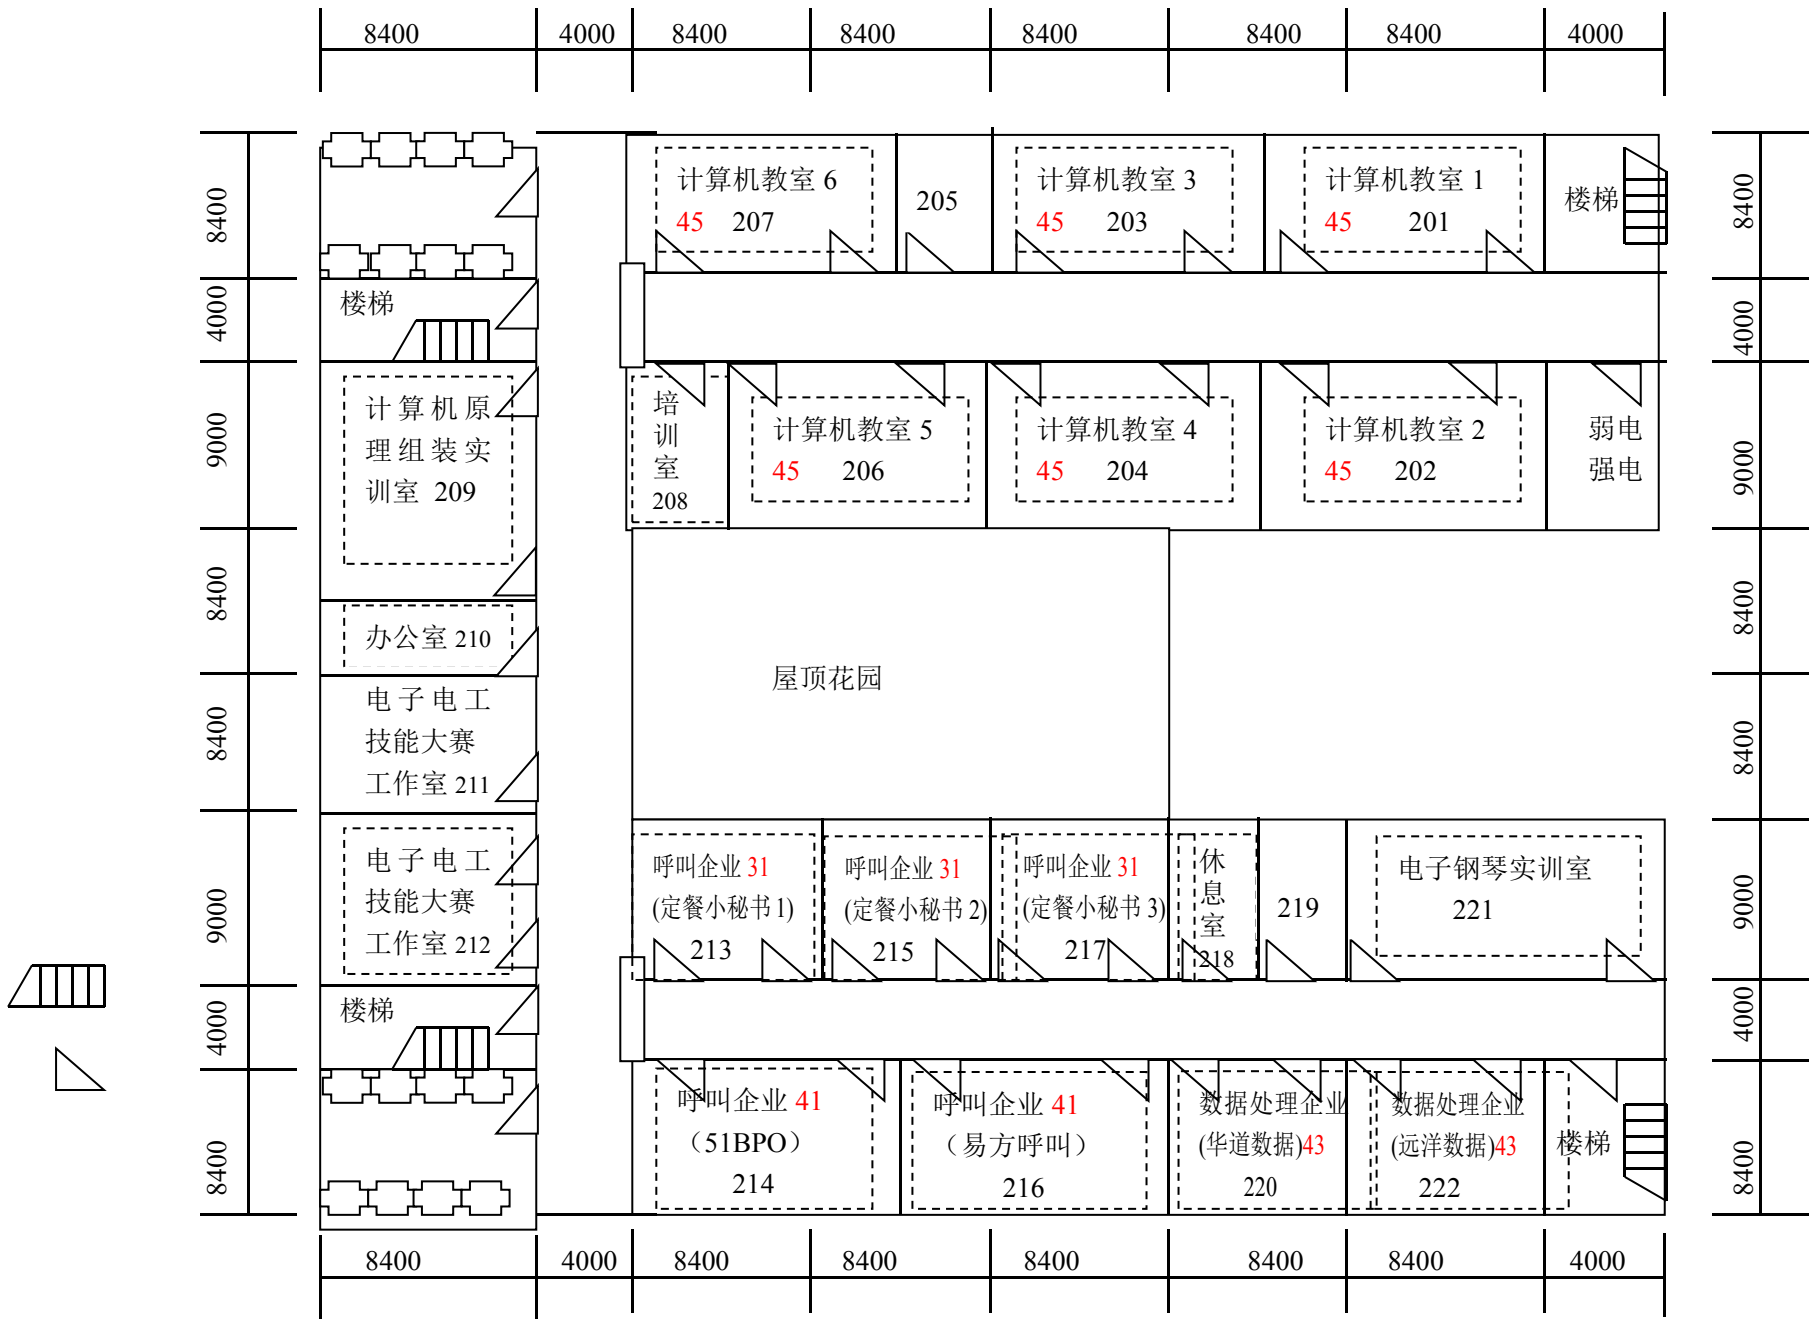 8400 4000 8400 8400 8400 8400 8400 4000
8400
4000
9000
8400
8400
9000
4000
8400
楼梯
计算机原
理组装实
训室 209
办公室 210
电子电工
技能大赛
工作室 211
电子电工
技能大赛
工作室 212
楼梯
计算机教室 6
45 207
205
计算机教室 3
45 203
计算机教室 1
45 201
楼梯
培
训
室
208
计算机教室 5
45 206
计算机教室 4
45 204
计算机教室 2
45 202
弱电
强电
屋顶花园
呼叫企业 31
(定餐小秘书 1)
213
呼叫企业 31
(定餐小秘书 2)
215
呼叫企业 31
(定餐小秘书 3)
217
休
息
室
218
219
电子钢琴实训室
221
呼叫企业 41
（51BPO）
214
呼叫企业 41
（易方呼叫）
216
数据处理企业
(华道数据)43
220
数据处理企业
(远洋数据)43
222
楼梯
8400
4000
9000
8400
8400
9000
4000
8400
8400 4000 8400 8400 8400 8400 8400 4000